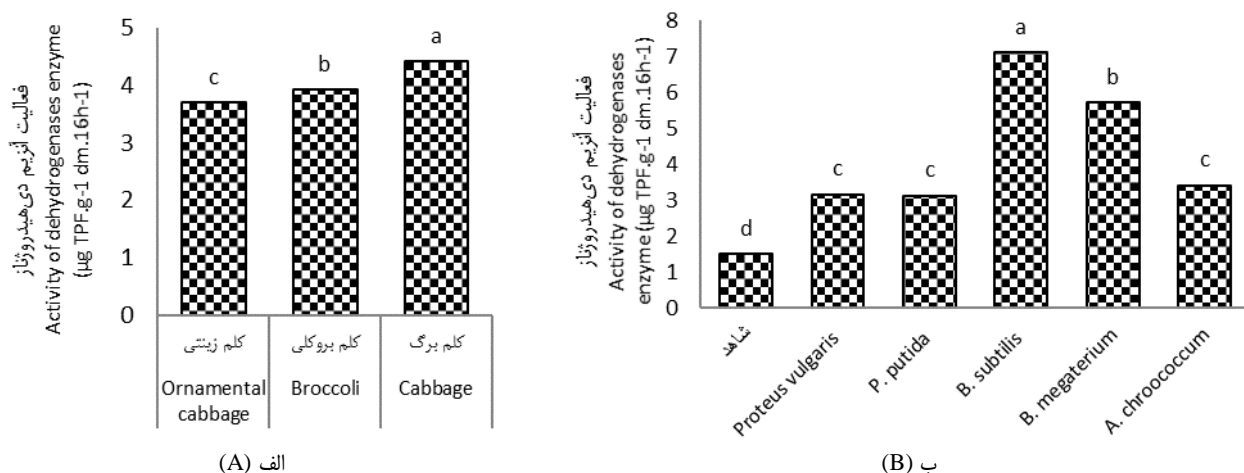 فعالیت آنزیم دی‌هیدروژناز
Activity of dehydrogenases enzyme
(µg TPF.g-1 dm.16h-1)
5
4
3
2
1
0
c
b
a
کلم زینتی
کلم بروکلی
کلم برگ
Ornamental
cabbage
Broccoli
Cabbage
الف (A)
فعالیت آنزیم دی‌هیدروژناز
Activity of dehydrogenases
enzyme (µg TPF.g-1 dm.16h-1)
8
7
6
5
4
3
2
1
0
d
c
c
a
b
c
شاهد
Proteus vulgaris
P. putida
B. subtilis
B. megaterium
A. chroococcum
ب (B)